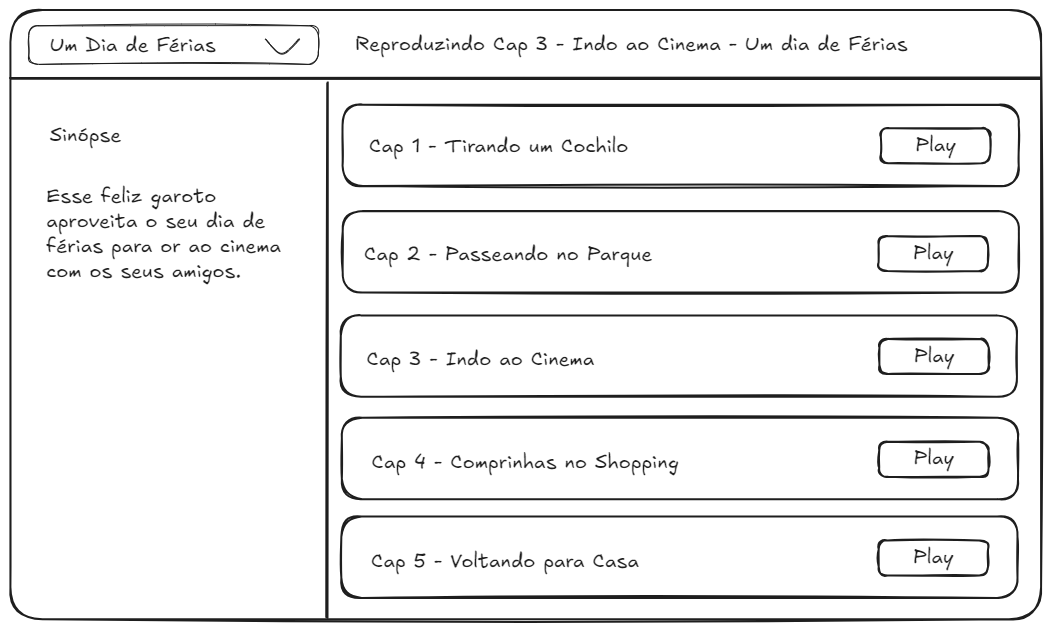 Um Dia de Férias
Reproduzindo Cap 3 - Indo ao Cinema - Um dia de Férias
Sinópse
Esse feliz garoto
aproveita o seu dia de
férias para or ao cinema
com os seus amigos.
Cap 1 - Tirando um Cochilo
Play
Cap 2 - Passeando no Parque
Play
Cap 3 - Indo ao Cinema
Play
Cap 4 - Comprinhas no Shopping
Play
Cap 5 - Voltando para Casa
Play